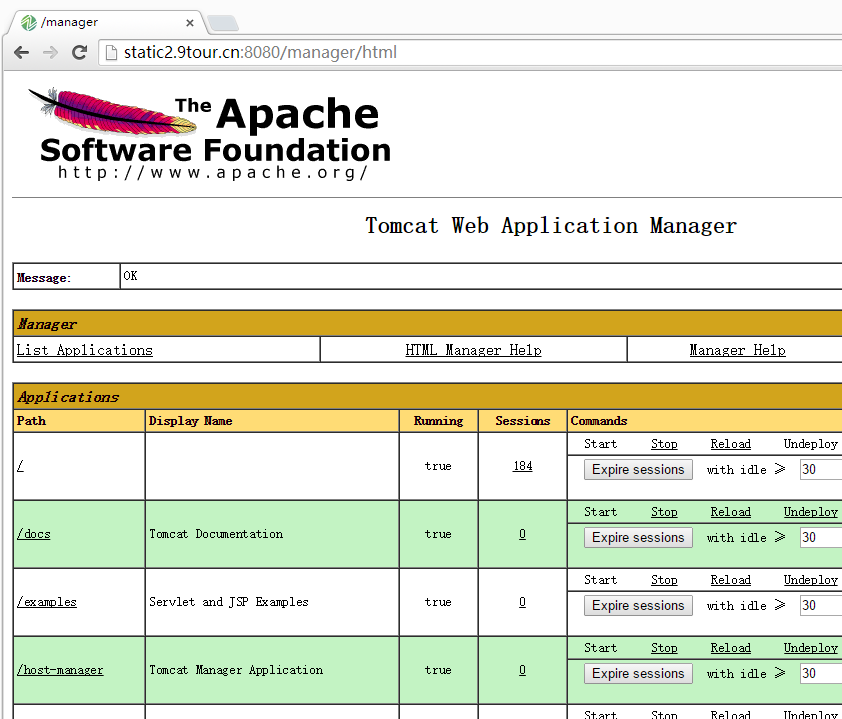 /manager
static2.9tour.cn:8080/manager/html
The Apache
Software Foundation
http://www.apache.org/
Tomcat Web Application Manager
Message: OK
Manager
List Applications HTML Manager Help Manager Help
Applications
Path Display Name Running Sessions Commands
Start Stop Reload Undeploy
/ true 184
Expire sessions with idle ≥ 30
Start Stop Reload Undeploy
/docs Tomcat Documentation true 0
Expire sessions with idle ≥ 30
Start Stop Reload Undeploy
/examples Servlet and JSP Examples true 0
Expire sessions with idle ≥ 30
Start Stop Reload Undeploy
/host-manager Tomcat Manager Application true 0
Expire sessions with idle ≥ 30
Start Stop Reload Undeploy